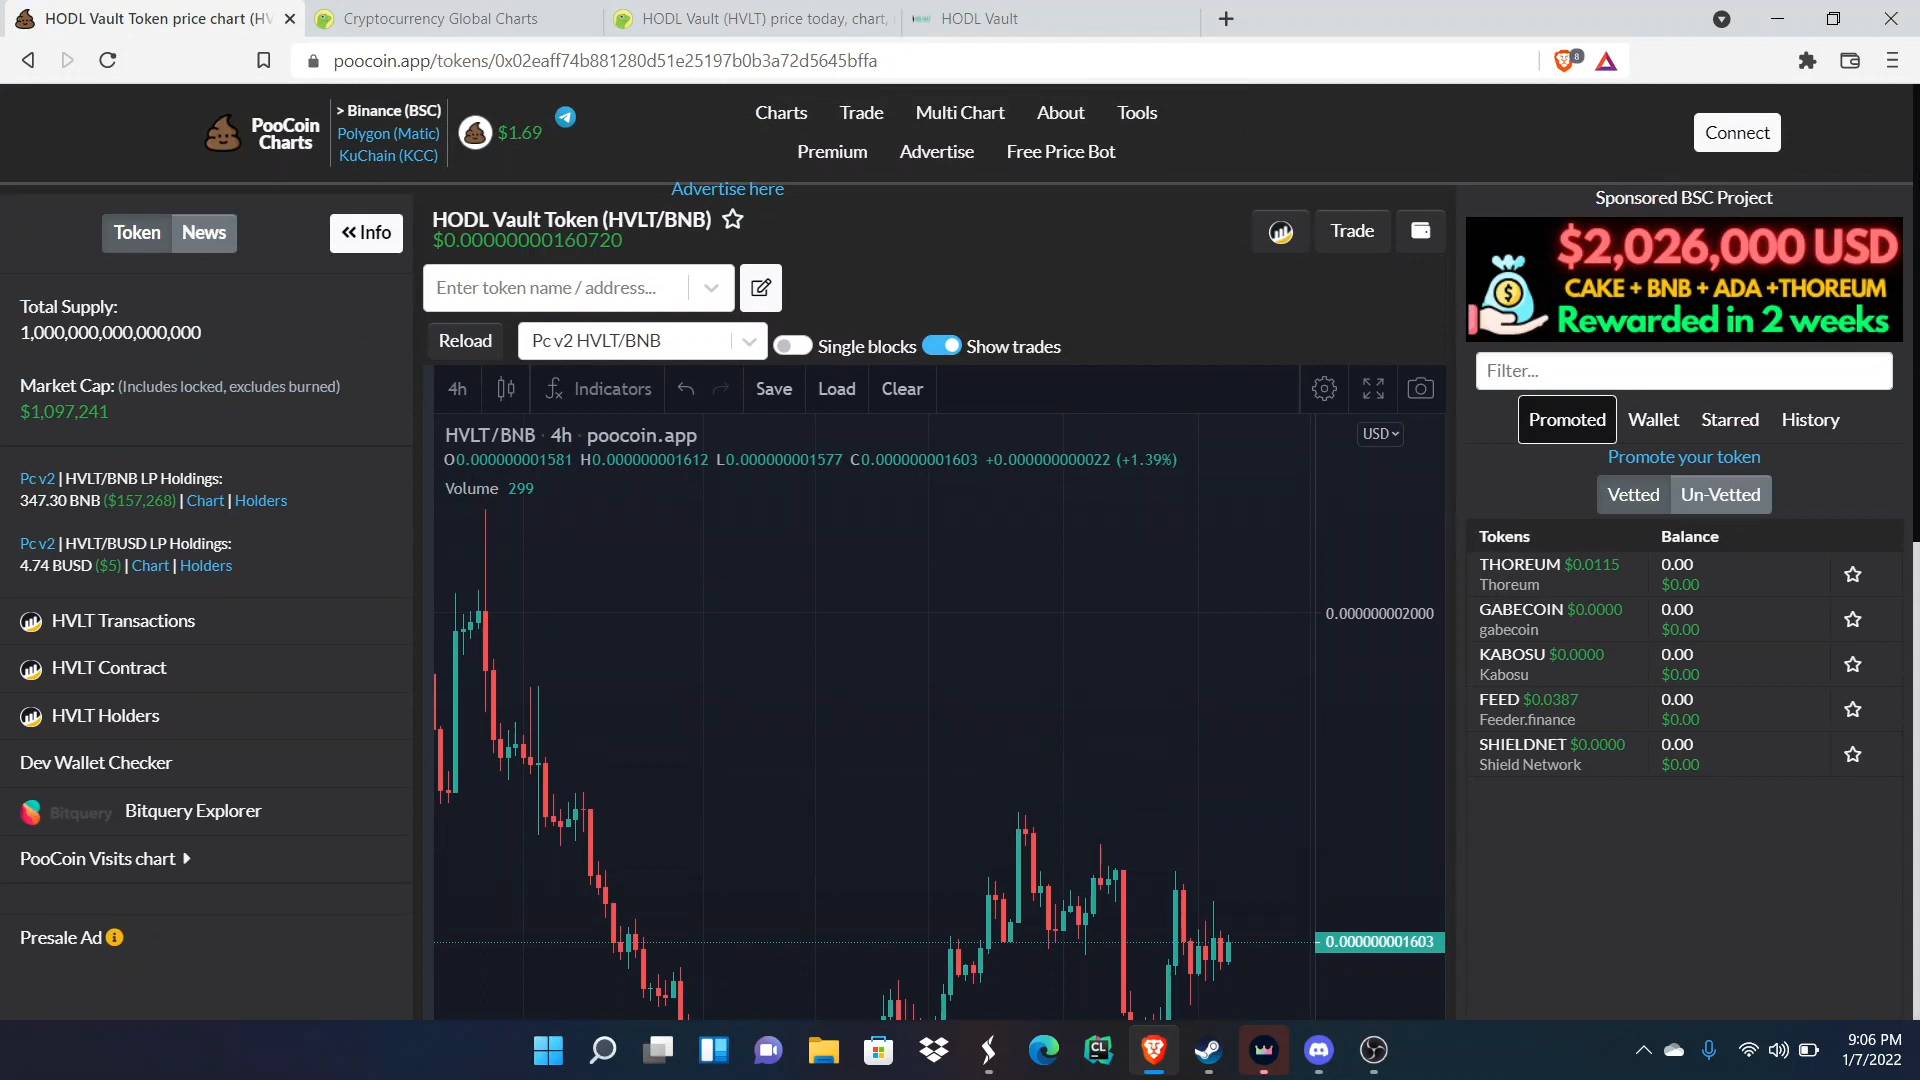 HODL Vault Token price chart (HV
Cryptocurrency Global Charts
HODL Vault (HVLT) price today, chart,
HODL Vault
poocoin.app/tokens/0x02eaff74b881280d51e25197b0b3a72d5645bffa
8
PooCoin
Charts
> Binance (BSC)
Polygon (Matic)
KuChain (KCC)
$1.69
Charts
Trade
Multi Chart
About
Tools
Premium
Advertise
Free Price Bot
Connect
Advertise here
Token
News
Info
Total Supply:
1,000,000,000,000,000
Market Cap: (Includes locked, excludes burned)
$1,097,241
Pc v2 | HVLT/BNB LP Holdings:
347.30 BNB ($157,268) | Chart | Holders
Pc v2 | HVLT/BUSD LP Holdings:
4.74 BUSD ($5) | Chart | Holders
HVLT Transactions
HVLT Contract
HVLT Holders
Dev Wallet Checker
Bitquery Bitquery Explorer
PooCoin Visits chart
Presale Ad
HODL Vault Token (HVLT/BNB)
$0.00000000160720
Trade
Enter token name / address...
Reload
Pc v2 HVLT/BNB
Single blocks
Show trades
4h
Indicators
Save
Load
Clear
HVLT/BNB · 4h · poocoin.app
USD
O0.000000001581 H0.000000001612 L0.000000001577 C0.000000001603 +0.000000000022 (+1.39%)
Volume 299
0.000000002000
0.000000001603
Sponsored BSC Project
$2,026,000 USD
CAKE + BNB + ADA +THOREUM
Rewarded in 2 weeks
Filter...
Promoted
Wallet
Starred
History
Promote your token
Vetted
Un-Vetted
Tokens Balance
THOREUM $0.0115 0.00
Thoreum $0.00
GABECOIN $0.0000 0.00
gabecoin $0.00
KABOSU $0.0000 0.00
Kabosu $0.00
FEED $0.0387 0.00
Feeder.finance $0.00
SHIELDNET $0.0000 0.00
Shield Network $0.00
CL
9:06 PM
1/7/2022